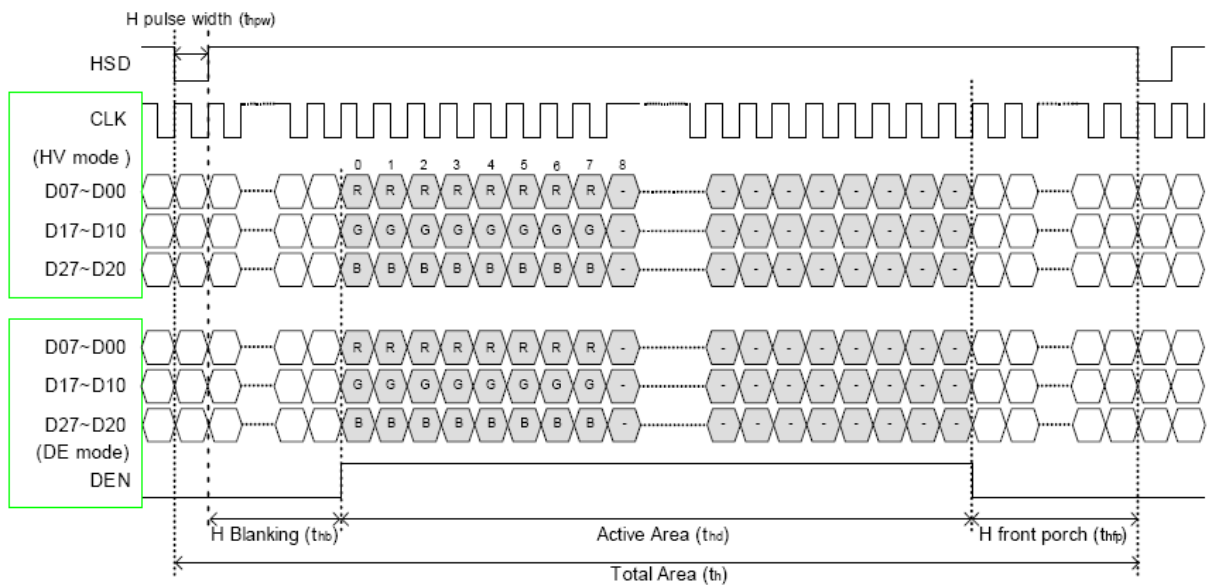 H pulse width (thpw)
HSD
CLK
(HV mode )
0 1 2 3 4 5 6 7 8
D07~D00 R R R R R R R R - - - - - - - - -
D17~D10 G G G G G G G G - - - - - - - - -
D27~D20 B B B B B B B B - - - - - - - - -
D07~D00 R R R R R R R R - - - - - - - - -
D17~D10 G G G G G G G G - - - - - - - - -
D27~D20 B B B B B B B B - - - - - - - - -
(DE mode)
DEN
H Blanking (thb) Active Area (thd) H front porch (thfp)
Total Area (th)